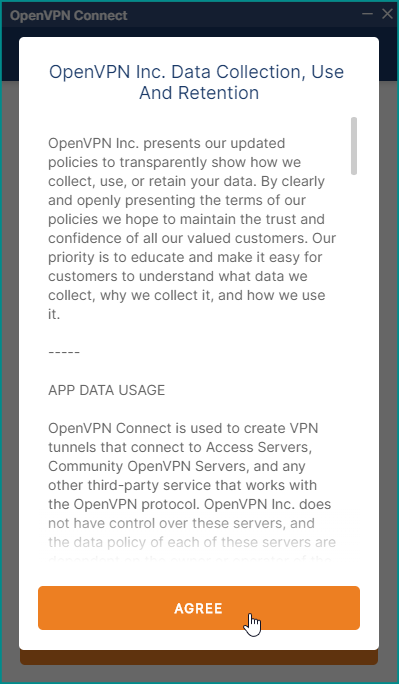 OpenVPN Connect
OpenVPN Inc. Data Collection, Use
And Retention
OpenVPN Inc. presents our updated
policies to transparently show how we
collect, use, or retain your data. By clearly
and openly presenting the terms of our
policies we hope to maintain the trust and
confidence of all our valued customers. Our
priority is to educate and make it easy for
customers to understand what data we
collect, why we collect it, and how we use
it.
-----
APP DATA USAGE
OpenVPN Connect is used to create VPN
tunnels that connect to Access Servers,
Community OpenVPN Servers, and any
other third-party service that works with
the OpenVPN protocol. OpenVPN Inc. does
not have control over these servers, and
the data policy of each of these servers are
AGREE